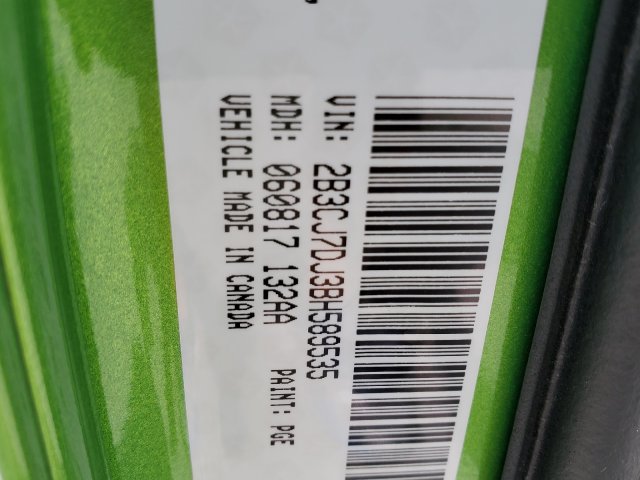 VIN: 2B3CJ7DJ3BH589535
MDH: 060817 132AA PAINT: PGE
VEHICLE MADE IN CANADA